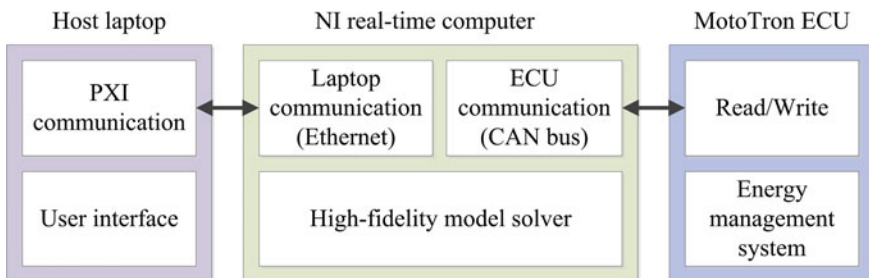 Host laptop
NI real-time computer
MotoTron ECU
PXI
communication
Laptop
communication
(Ethernet)
ECU
communication
(CAN bus)
Read/Write
User interface
High-fidelity model solver
Energy
management
system